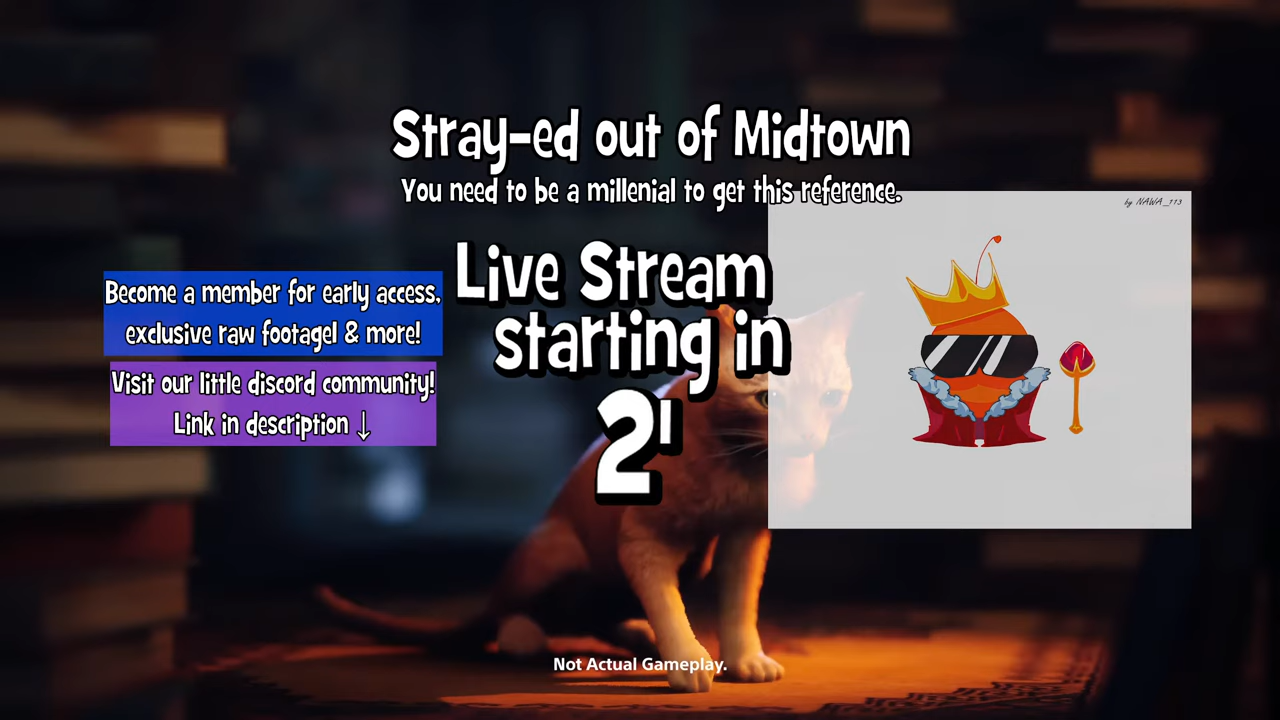 Stray-ed out of Midtown
You need to be a millenial to get this reference.
by NAWA_113
Live Stream
starting in
2'
Become a member for early access,
exclusive raw footage! & more!
Visit our little discord community!
Link in description ↓
Not Actual Gameplay.